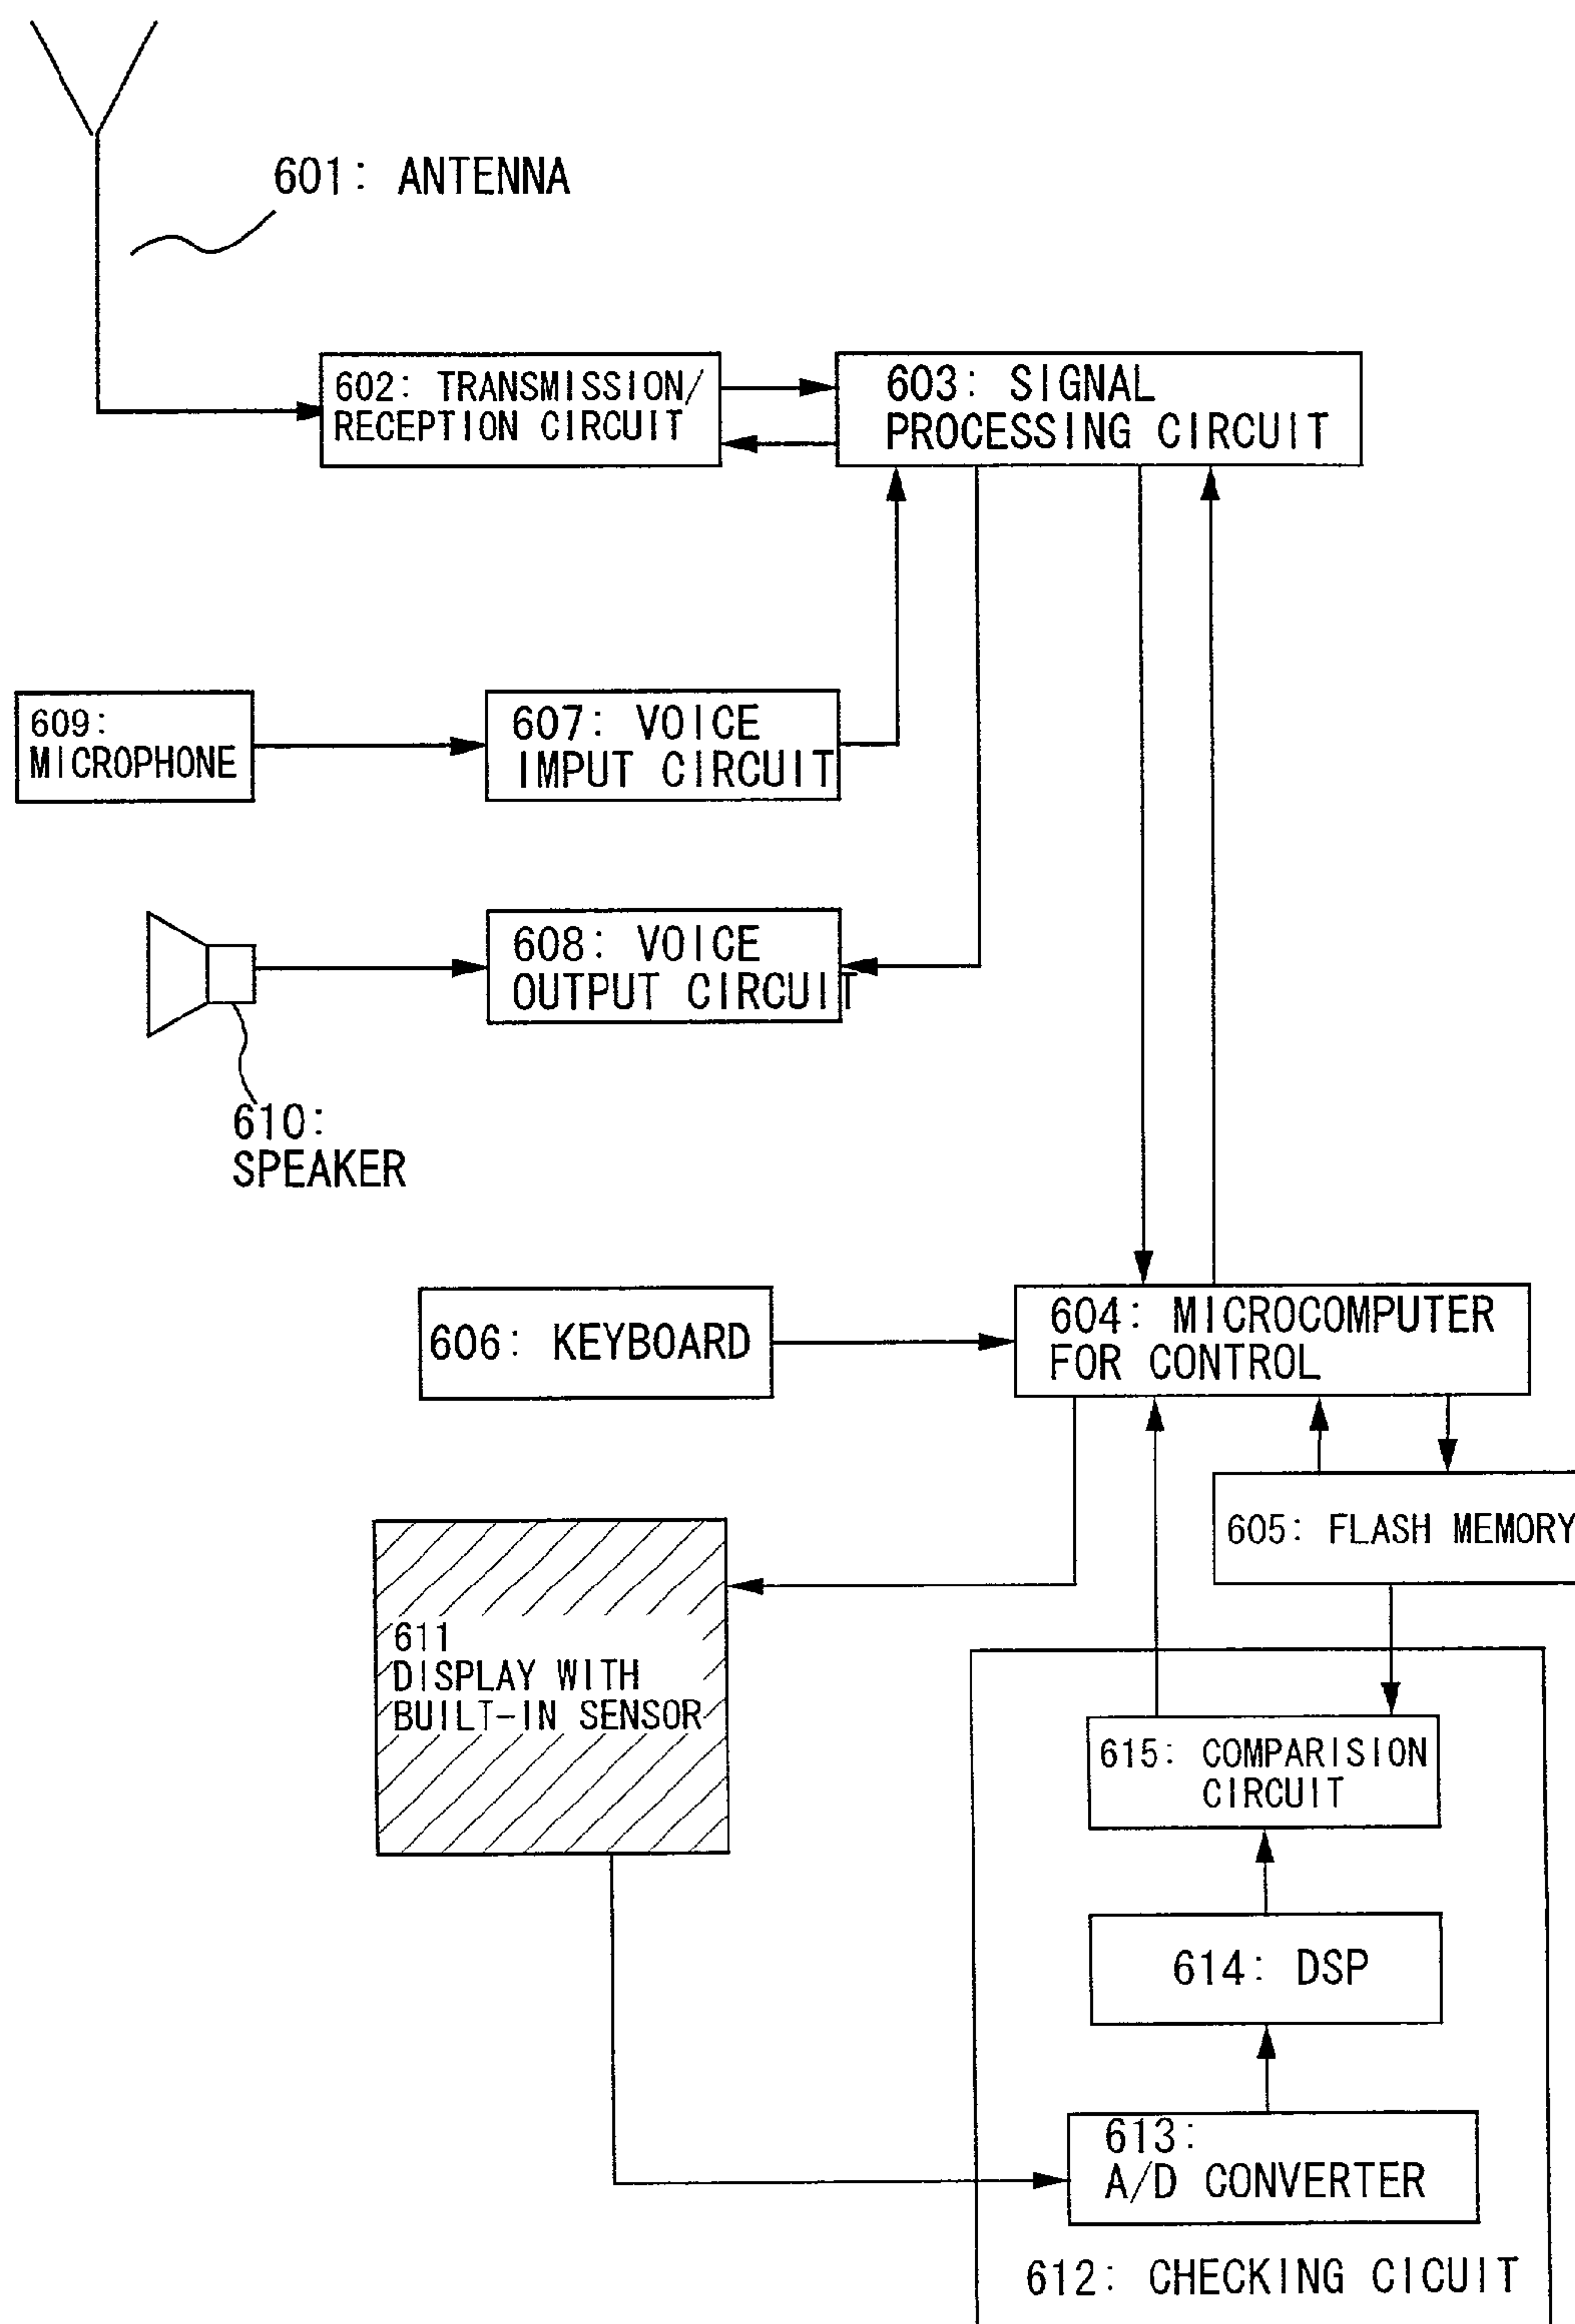 601: ANTENNA
602: TRANSMISSION/
RECEPTION CIRCUIT
603: SIGNAL
PROCESSING CIRCUIT
609:
MICROPHONE
607: VOICE
IMPUT CIRCUIT
608: VOICE
OUTPUT CIRCUIT
610:
SPEAKER
606: KEYBOARD
604: MICROCOMPUTER
FOR CONTROL
605: FLASH MEMORY
611
DISPLAY WITH
BUILT-IN SENSOR
615: COMPARISION
CIRCUIT
614: DSP
613:
A/D CONVERTER
612: CHECKING CICUIT